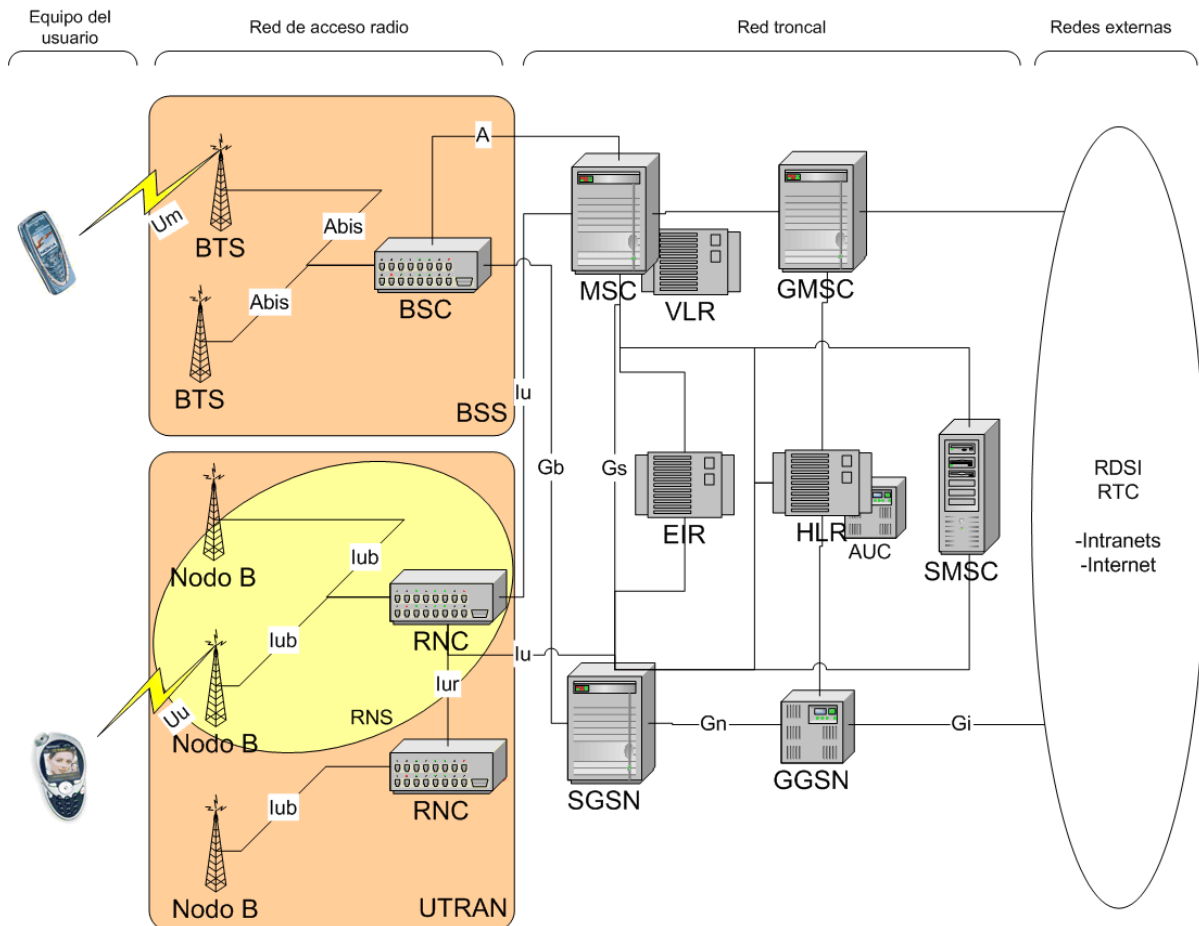 Equipo del
usuario
Red de acceso radio
Red troncal
Redes externas
A
Um
BTS
Abis
Abis
BSC
BTS
BSS
MSC
VLR
GMSC
Iu
Gb
Gs
EIR
HLR
AUC
SMSC
RDSI
RTC
-Intranets
-Internet
Nodo B
Iub
RNC
Iub
Iu
Uu
Nodo B
Iur
RNS
Iub
RNC
Nodo B
UTRAN
SGSN
Gn
GGSN
Gi